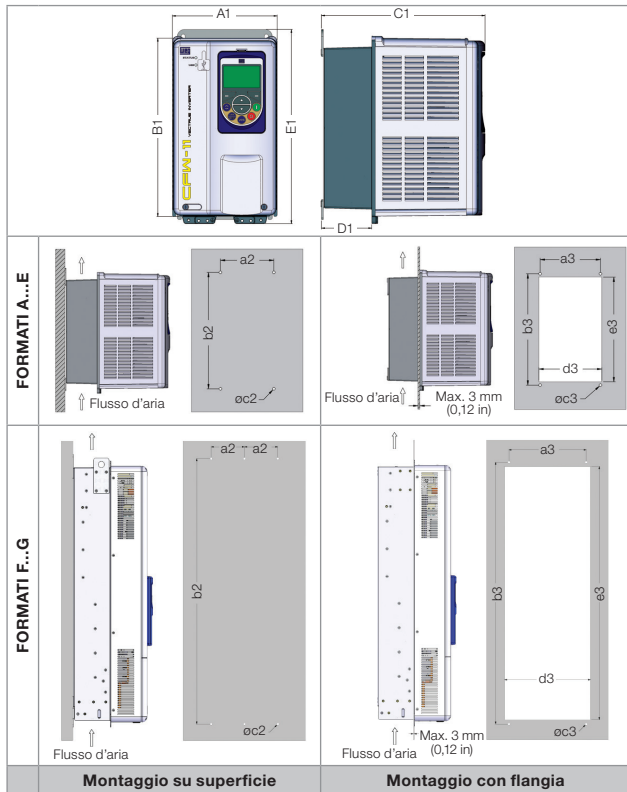 A1
C1
B1
E1
CFW-11 VECTRUE INVERTER
D1
FORMATI A...E
a2
b2
øc2
Flusso d'aria
a3
b3
e3
d3
øc3
Flusso d'aria
Max. 3 mm
(0,12 in)
FORMATI F...G
a2 a2
b2
øc2
Flusso d'aria
a3
b3
e3
d3
øc3
Max. 3 mm
(0,12 in)
Flusso d'aria
Montaggio su superficie
Montaggio con flangia